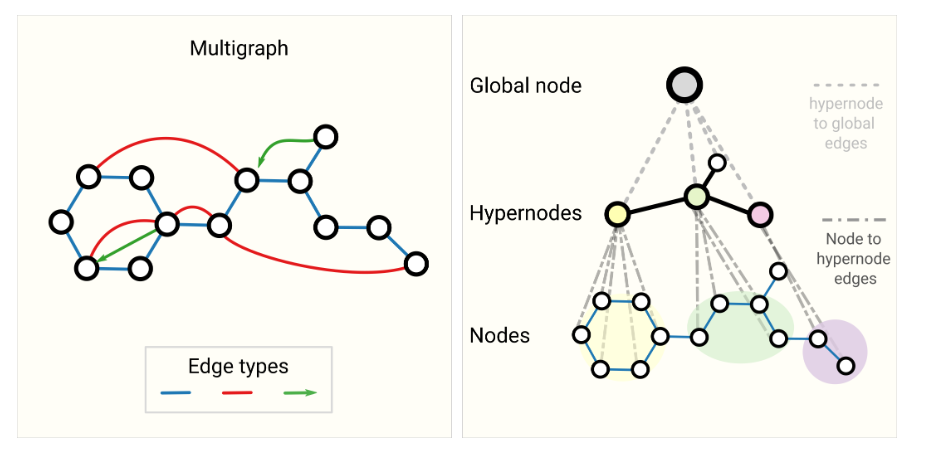 Multigraph
Edge types
Global node
hypernode
to global
edges
Hypernodes
Node to
hypernode
edges
Nodes